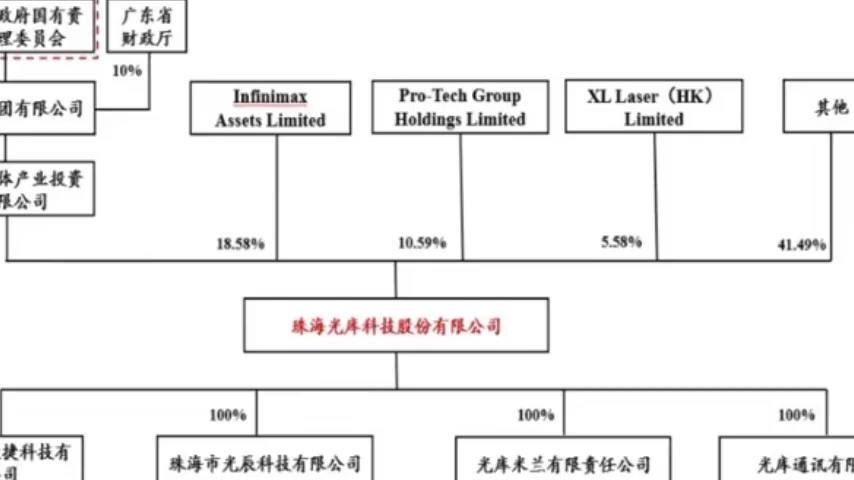 政府国有资
理委员会
广东省
财政厅
10%
团有限公司
Infinimax
Assets Limited
Pro-Tech Group
Holdings Limited
XL Laser（HK）
Limited
其他
体产业投资
限公司
18.58%
10.59%
5.58%
41.49%
珠海光库科技股份有限公司
100%
100%
100%
捷科技有
公司
珠海市光辰科技有限公司
光库米兰有限责任公司
光库通讯有限